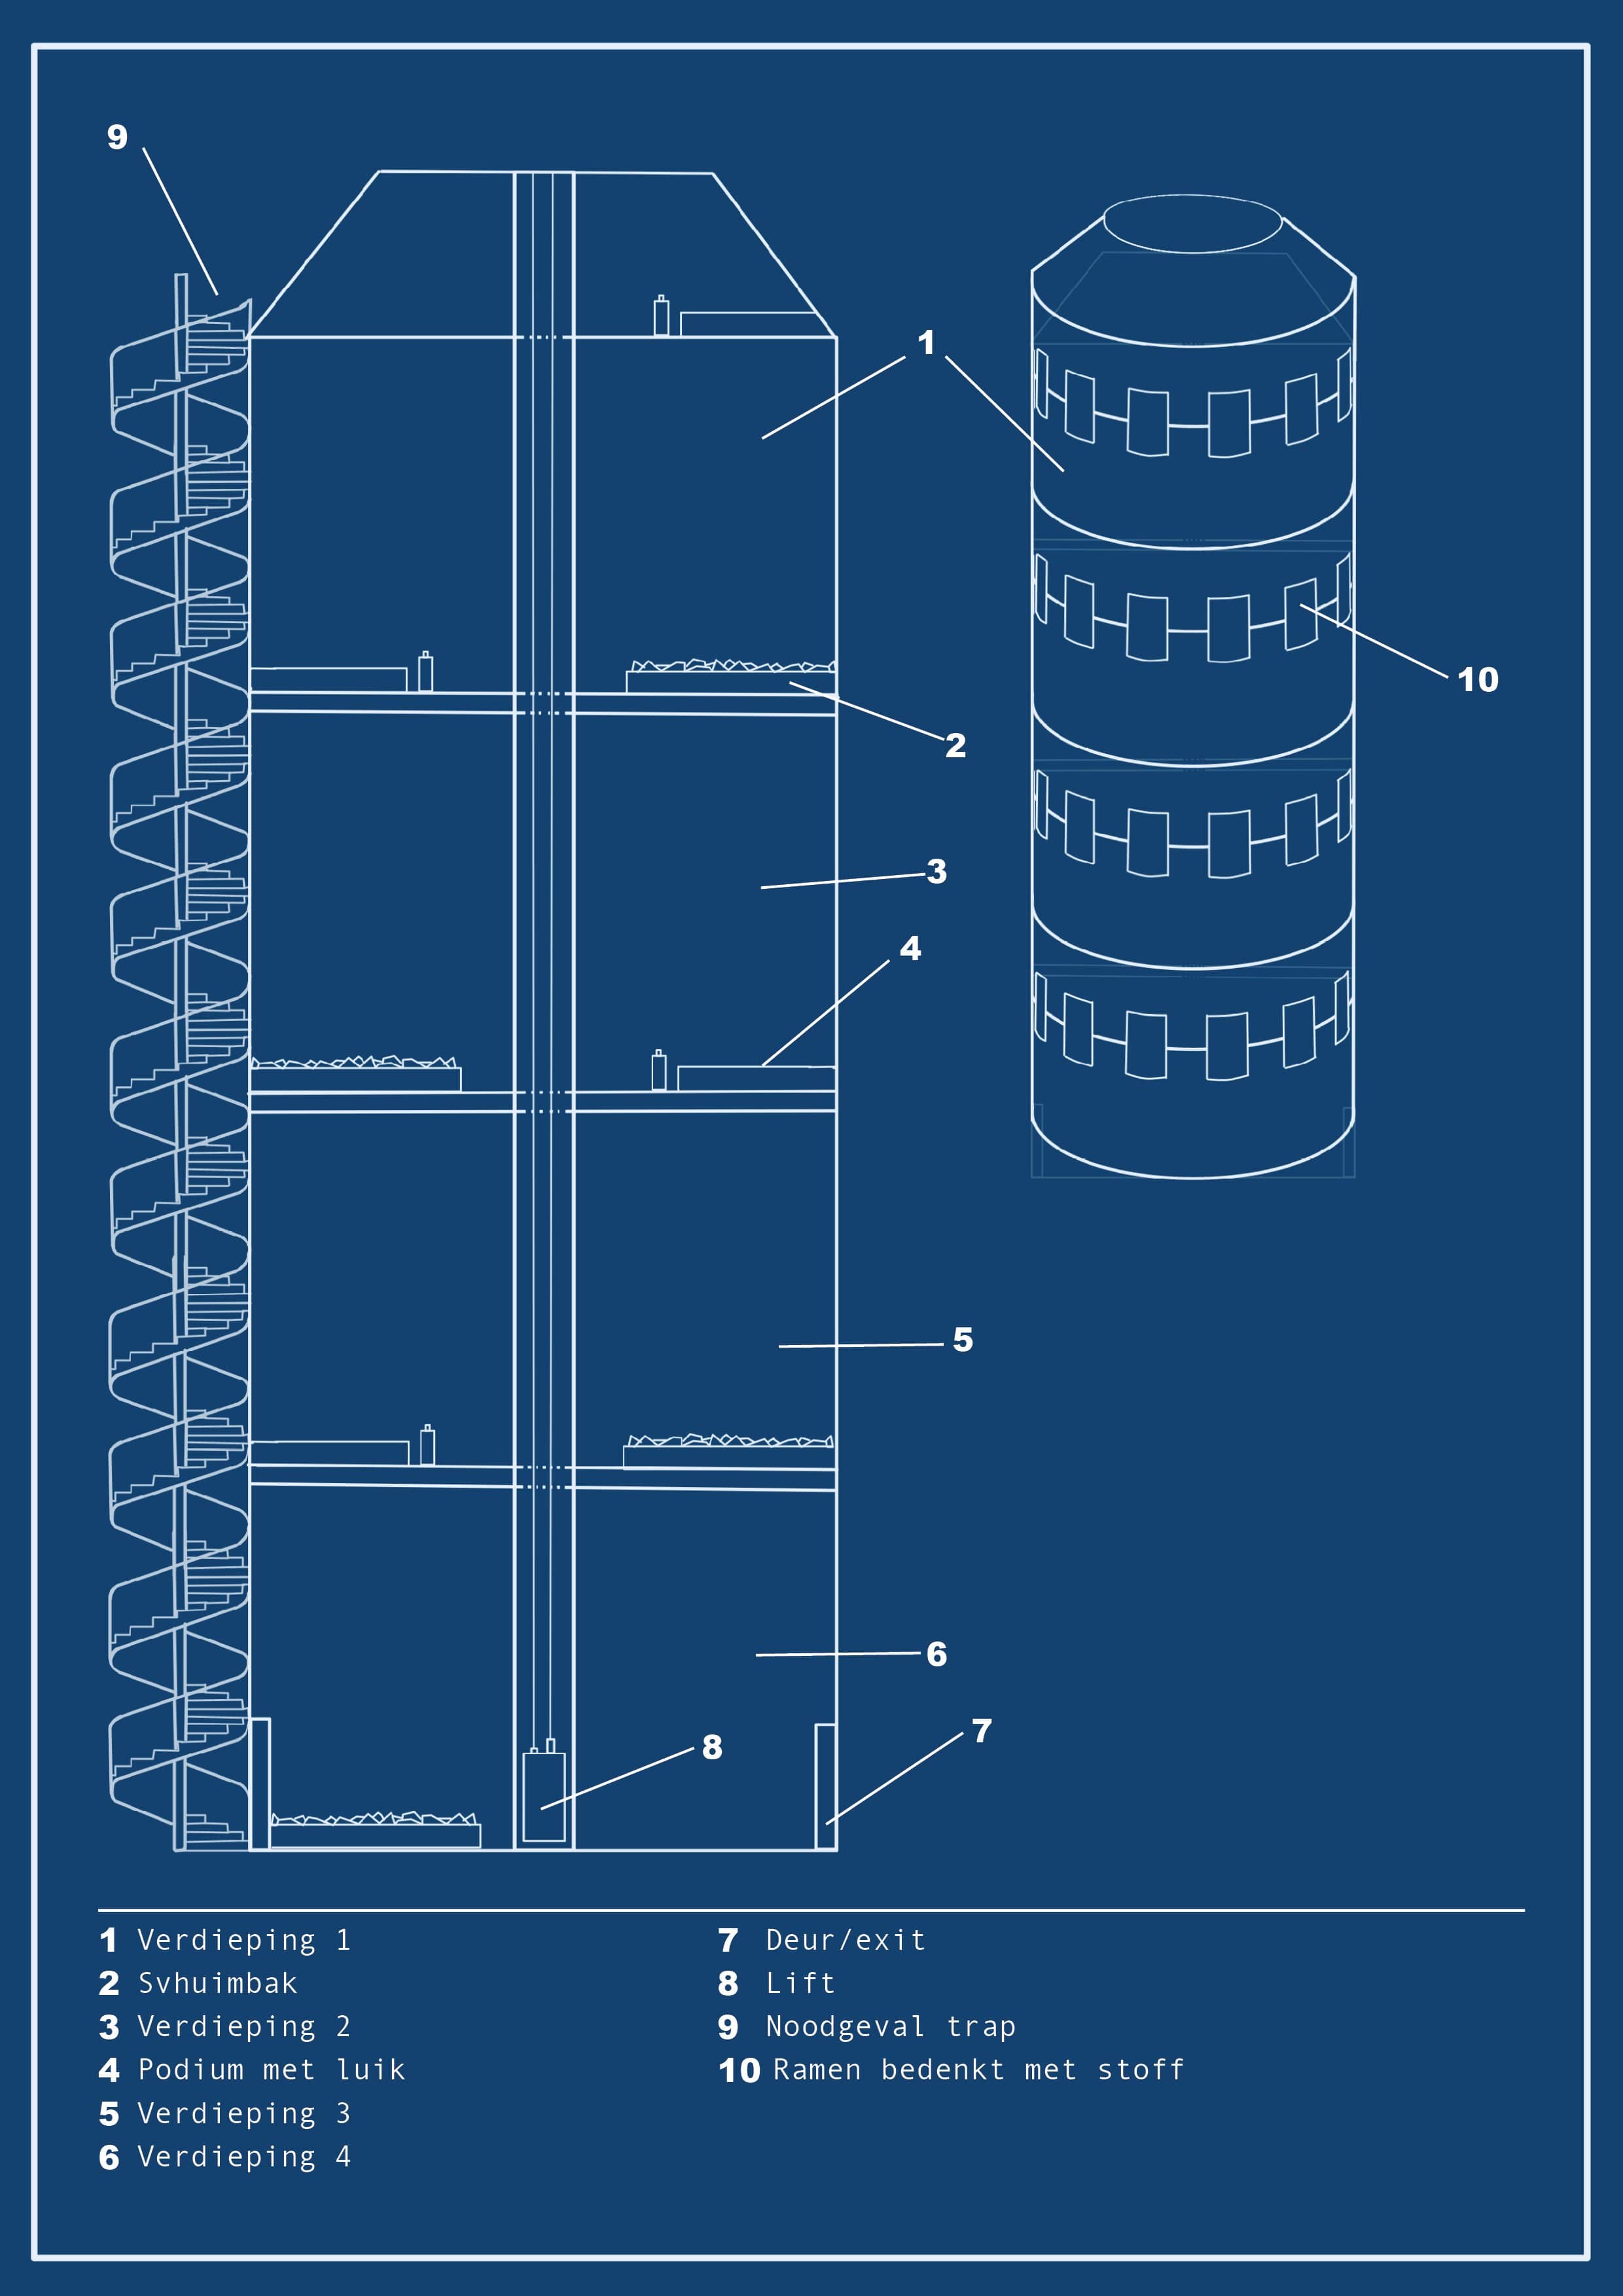 9
1
10
2
3
4
5
6
7
8
1 Verdieping 1
2 Svhuimbak
3 Verdieping 2
4 Podium met luik
5 Verdieping 3
6 Verdieping 4
7 Deur/exit
8 Lift
9 Noodgeval trap
10 Ramen bedenkt met stoff